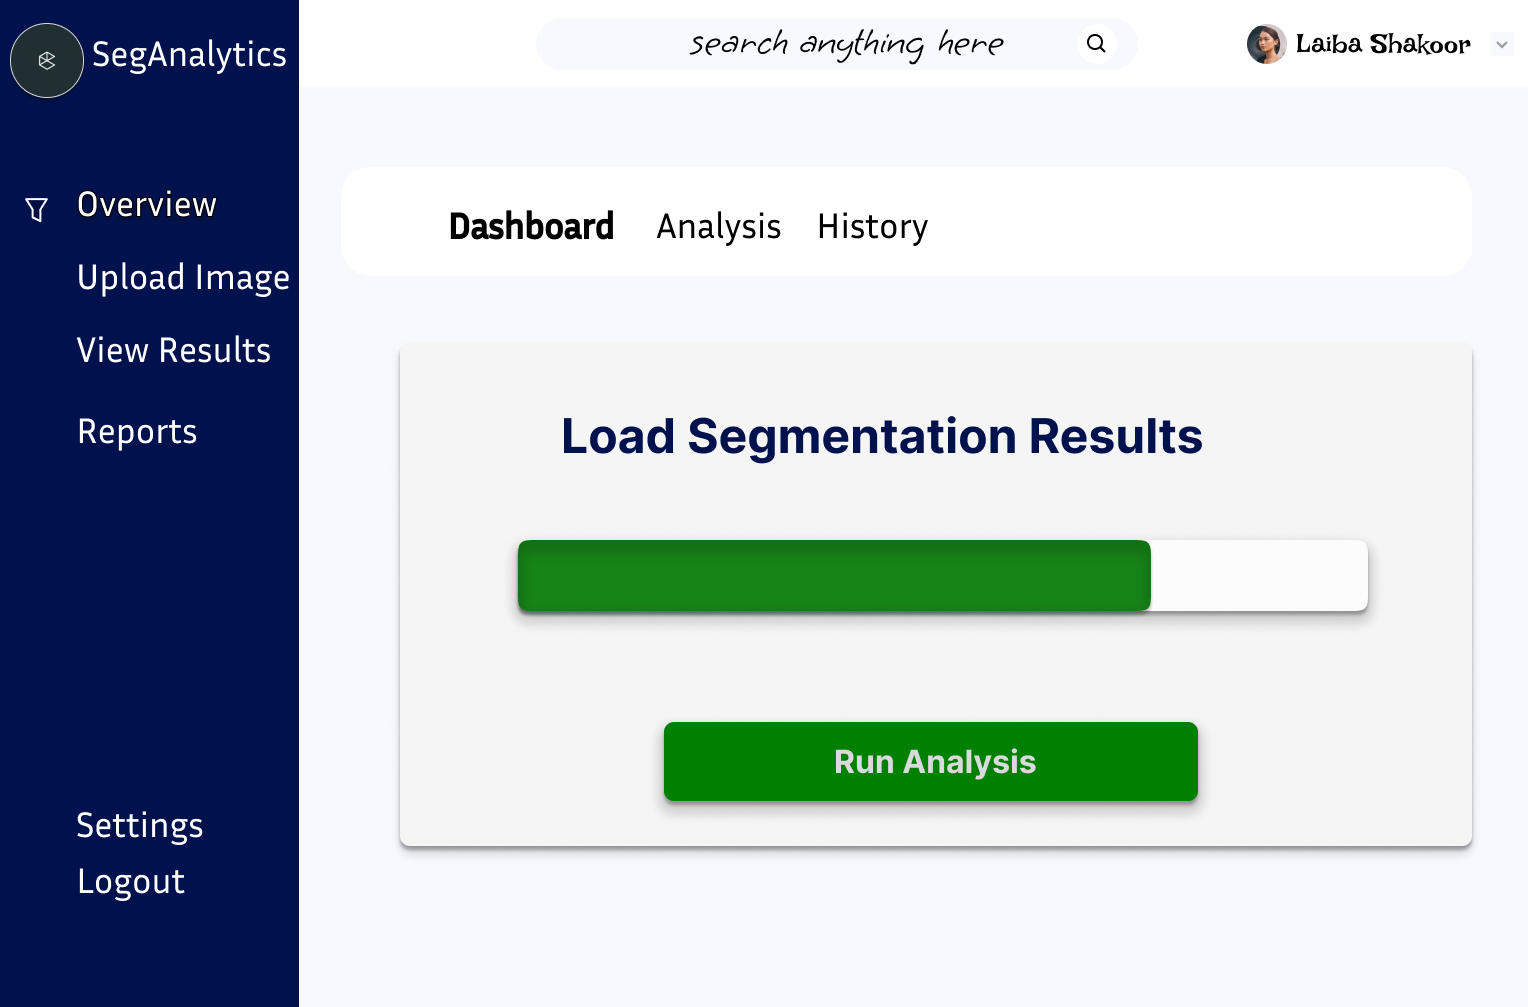 SegAnalytics
search anything here
Laiba Shakoor
Overview
Upload Image
View Results
Reports
Settings
Logout
Dashboard Analysis History
Load Segmentation Results
Run Analysis